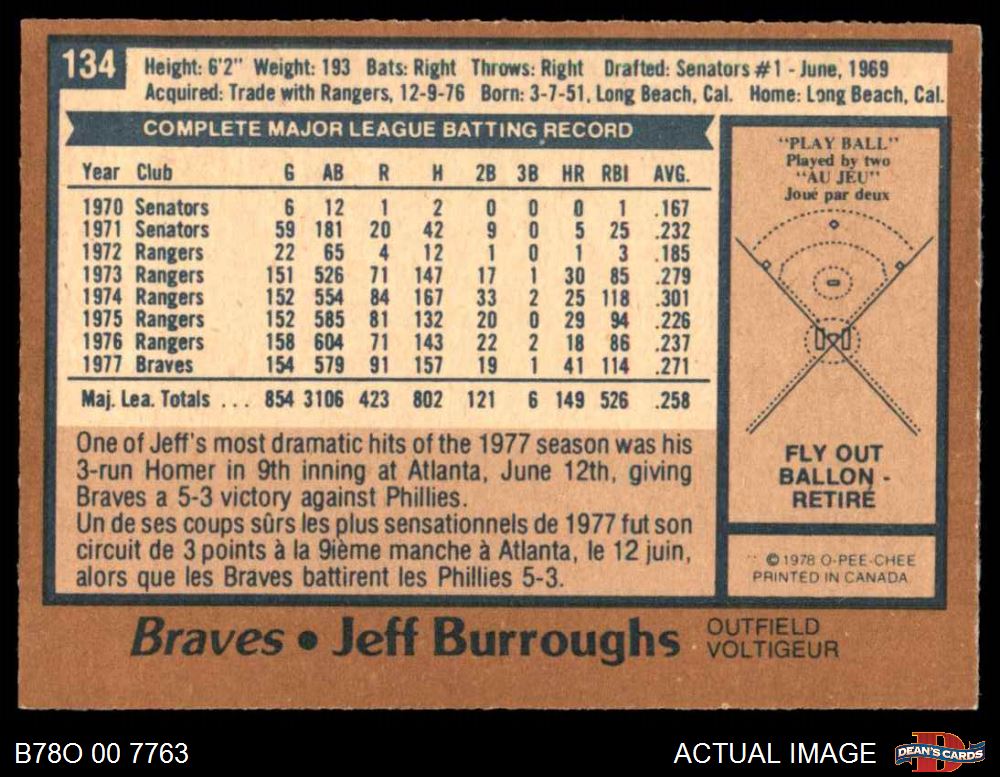 134
Height: 6'2" Weight: 193 Bats: Right Throws: Right Drafted: Senators #1 - June, 1969
Acquired: Trade with Rangers, 12-9-76 Born: 3-7-51, Long Beach, Cal. Home: Long Beach, Cal.
COMPLETE MAJOR LEAGUE BATTING RECORD
Year Club G AB R H 2B 3B HR RBI AVG.
1970 Senators 6 12 1 2 0 0 0 1 .167
1971 Senators 59 181 20 42 9 0 5 25 .232
1972 Rangers 22 65 4 12 1 0 1 3 .185
1973 Rangers 151 526 71 147 17 1 30 85 .279
1974 Rangers 152 554 84 167 33 2 25 118 .301
1975 Rangers 152 585 81 132 20 0 29 94 .226
1976 Rangers 158 604 71 143 22 2 18 86 .237
1977 Braves 154 579 91 157 19 1 41 114 .271
Maj. Lea. Totals ... 854 3106 423 802 121 6 149 526 .258
One of Jeff's most dramatic hits of the 1977 season was his
3-run Homer in 9th inning at Atlanta, June 12th, giving
Braves a 5-3 victory against Phillies.
Un de ses coups sûrs les plus sensationnels de 1977 fut son
circuit de 3 points à la 9ième manche à Atlanta, le 12 juin,
alors que les Braves battirent les Phillies 5-3.
"PLAY BALL"
Played by two
"AU JEU"
Joué par deux
FLY OUT
BALLON -
RETIRÉ
©1978 O-PEE-CHEE
PRINTED IN CANADA
Braves • Jeff Burroughs
OUTFIELD
VOLTIGEUR
B78O 00 7763
ACTUAL IMAGE
DEAN'S CARDS